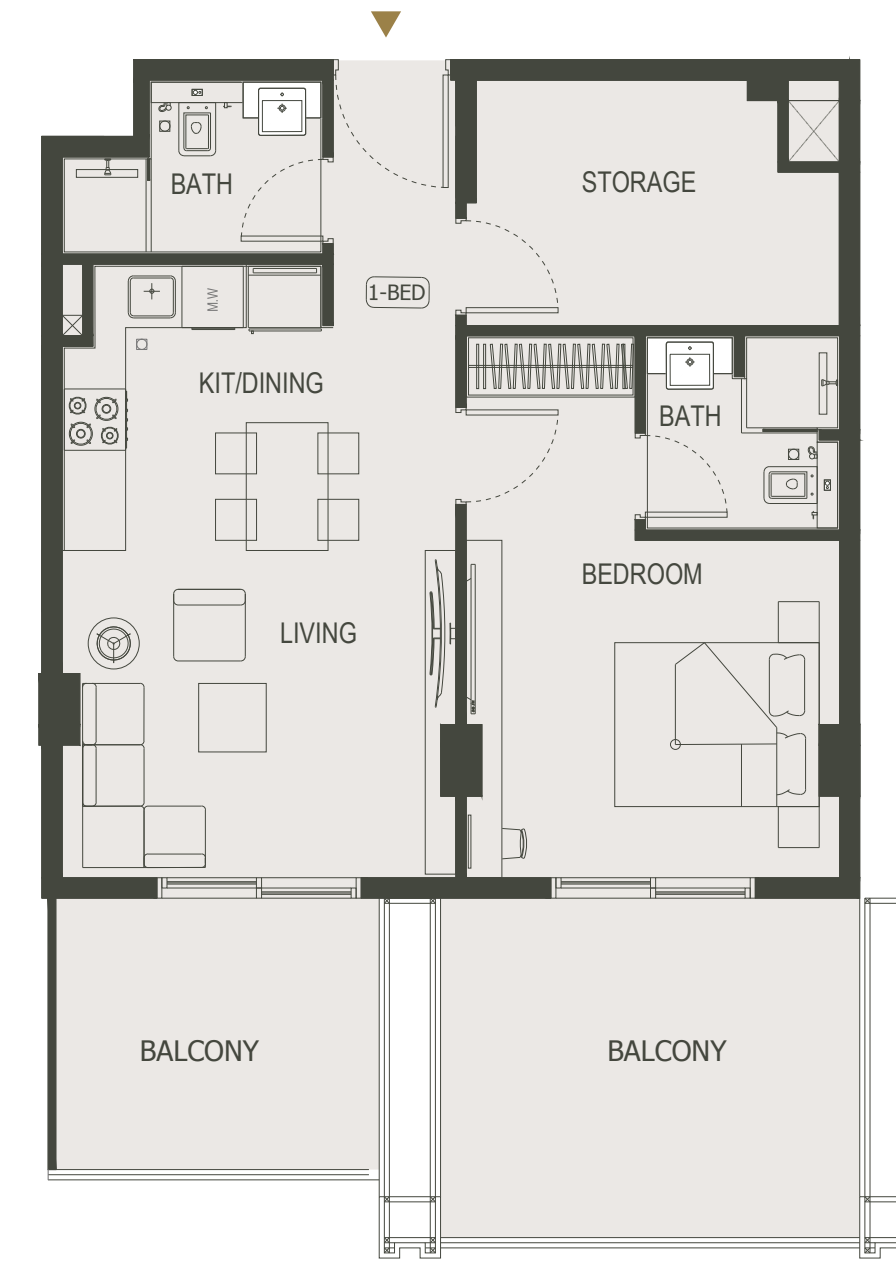 BATH
STORAGE
1-BED
M.W
KIT/DINING
BATH
BEDROOM
LIVING
BALCONY
BALCONY